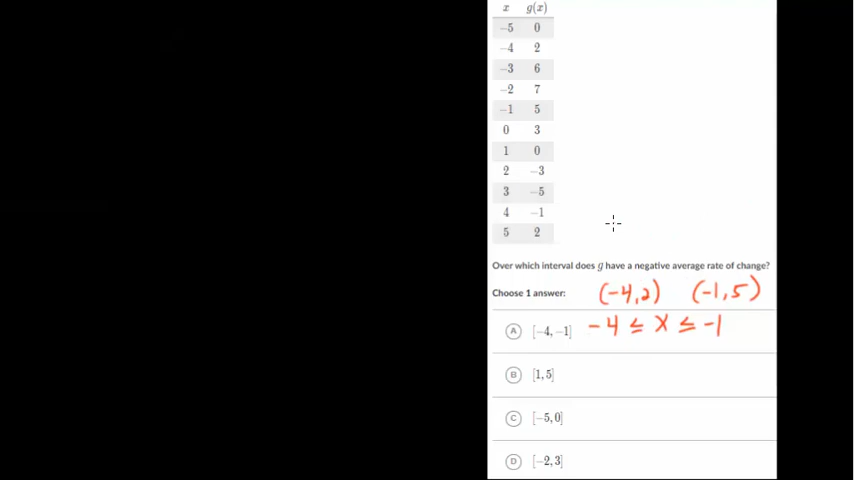 x g(x)
−5 0
−4 2
−3 6
−2 7
−1 5
0 3
1 0
2 −3
3 −5
4 −1
5 2
Over which interval does g have a negative average rate of change?
Choose 1 answer: (-4,2) (-1,5)
A [−4, −1] -4 ≤ x ≤ -1
B [1, 5]
C [−5, 0]
D [−2, 3]